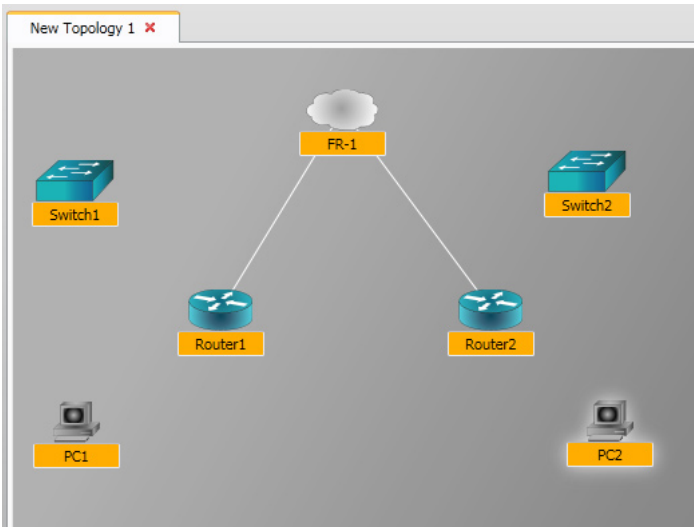 New Topology 1
FR-1
Switch1
Switch2
Router1
Router2
PC1
PC2